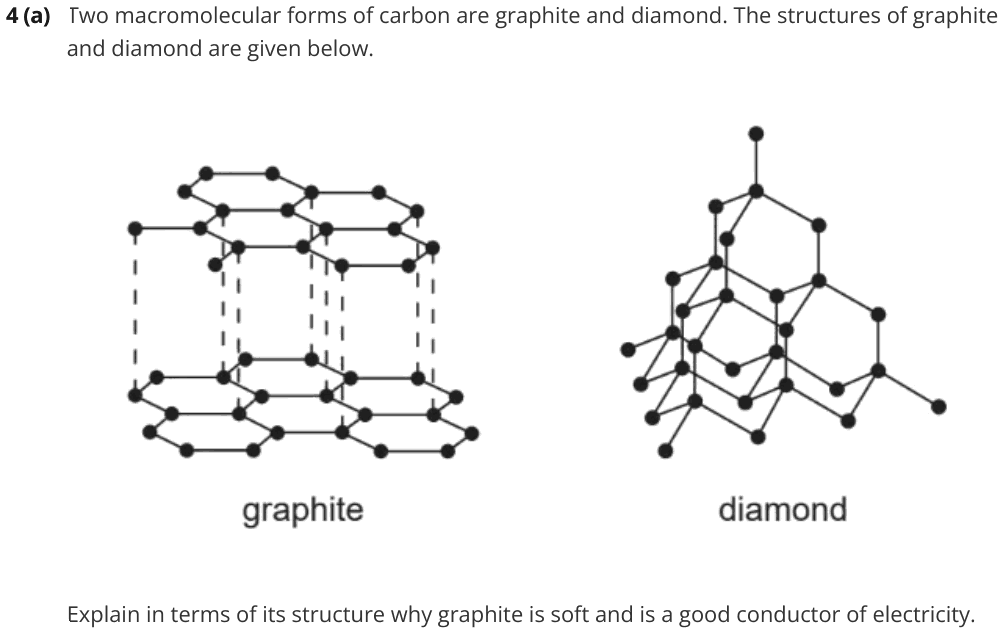 4 (a) Two macromolecular forms of carbon are graphite and diamond. The structures of graphite
and diamond are given below.
graphite
diamond
Explain in terms of its structure why graphite is soft and is a good conductor of electricity.